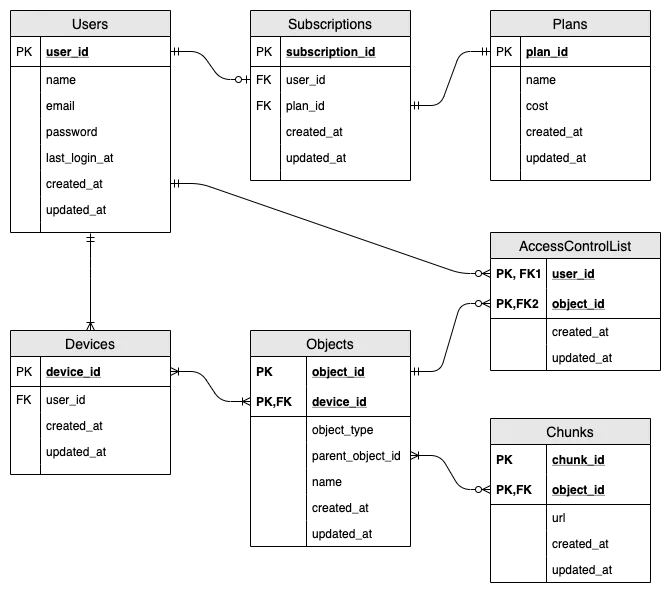 Users
PK user_id
name
email
password
last_login_at
created_at
updated_at
Subscriptions
PK subscription_id
FK user_id
FK plan_id
created_at
updated_at
Plans
PK plan_id
name
cost
created_at
updated_at
AccessControlList
PK, FK1 user_id
PK,FK2 object_id
created_at
updated_at
Devices
PK device_id
FK user_id
created_at
updated_at
Objects
PK object_id
PK,FK device_id
object_type
parent_object_id
name
created_at
updated_at
Chunks
PK chunk_id
PK,FK object_id
url
created_at
updated_at